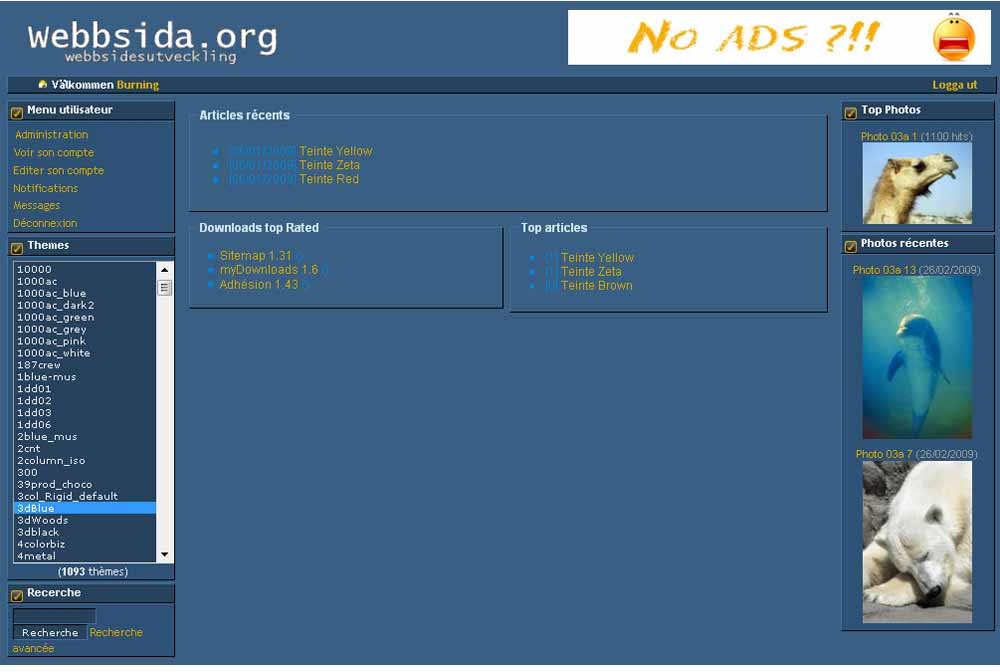 webbsida.org
webbsidesutveckling
No ADS ?!!
Välkommen Burning
Logga ut
Menu utilisateur
Administration
Voir son compte
Editer son compte
Notifications
Messages
Déconnexion
Themes
10000
1000ac
1000ac_blue
1000ac_dark2
1000ac_green
1000ac_grey
1000ac_pink
1000ac_white
187crew
1blue-mus
1dd01
1dd02
1dd03
1dd06
2blue_mus
2cnt
2column_iso
300
39prod_choco
3col_Rigid_default
3dBlue
3dWoods
3dblack
4colorbiz
4metal
(1093 thèmes)
Recerche
Recherche Recherche
avancée
Articles récents
Teinte Yellow
Teinte Zeta
Teinte Red
Downloads top Rated
Sitemap 1.31 ()
myDownloads 1.6 ()
Adhésion 1.43 ()
Top articles
[1] Teinte Yellow
[1] Teinte Zeta
[0] Teinte Brown
Top Photos
Photo 03a 1 (1100 hits)
Photos récentes
Photo 03a 13 (26/02/2009)
Photo 03a 7 (26/02/2009)